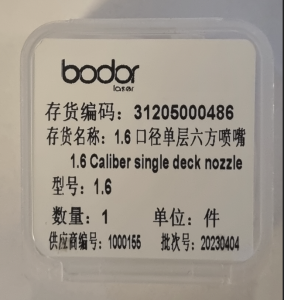 bodor
laser
存货编码：31205000486
存货名称：1.6 口径单层六方喷嘴
1.6 Caliber single deck nozzle
型号：1.6
数量：1 单位：件
供应商编号：1000155 批次号：20230404